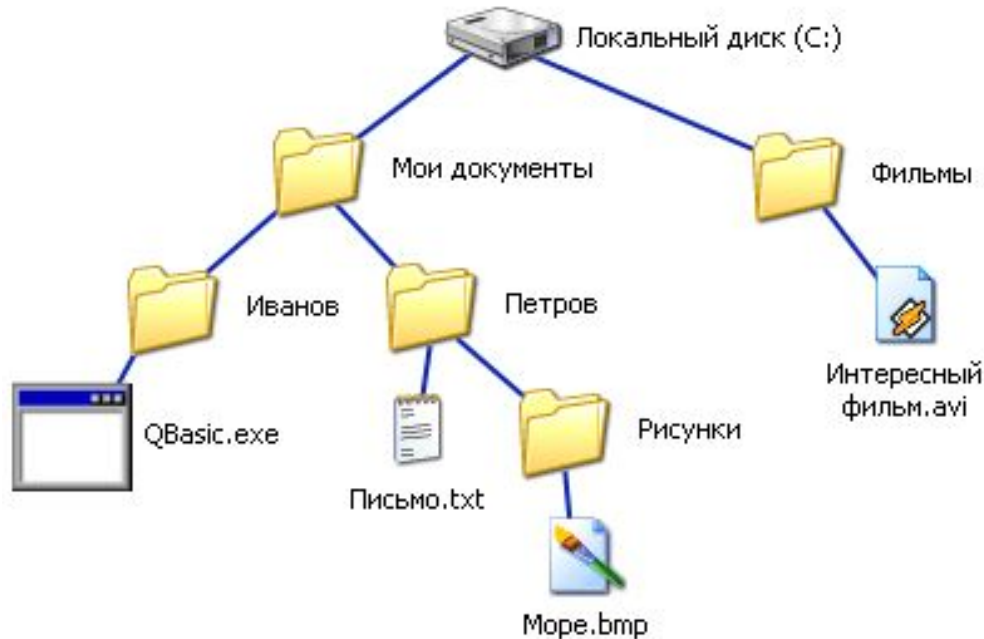 Локальный диск (C:)
Мои документы
Фильмы
Иванов
Петров
Интересный
фильм.avi
QBasic.exe
Рисунки
Письмо.txt
Море.bmp